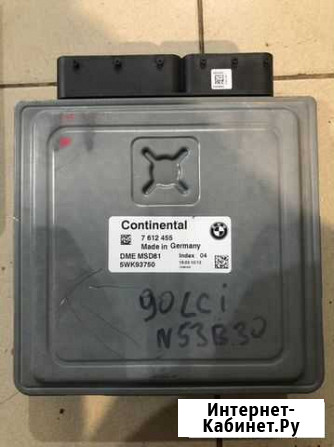 Continental
7 612 455
Made in Germany
DME MSD81
Index 04
5WK93750
90LCi
N53B30
Интернет-
Кабинет.Ру